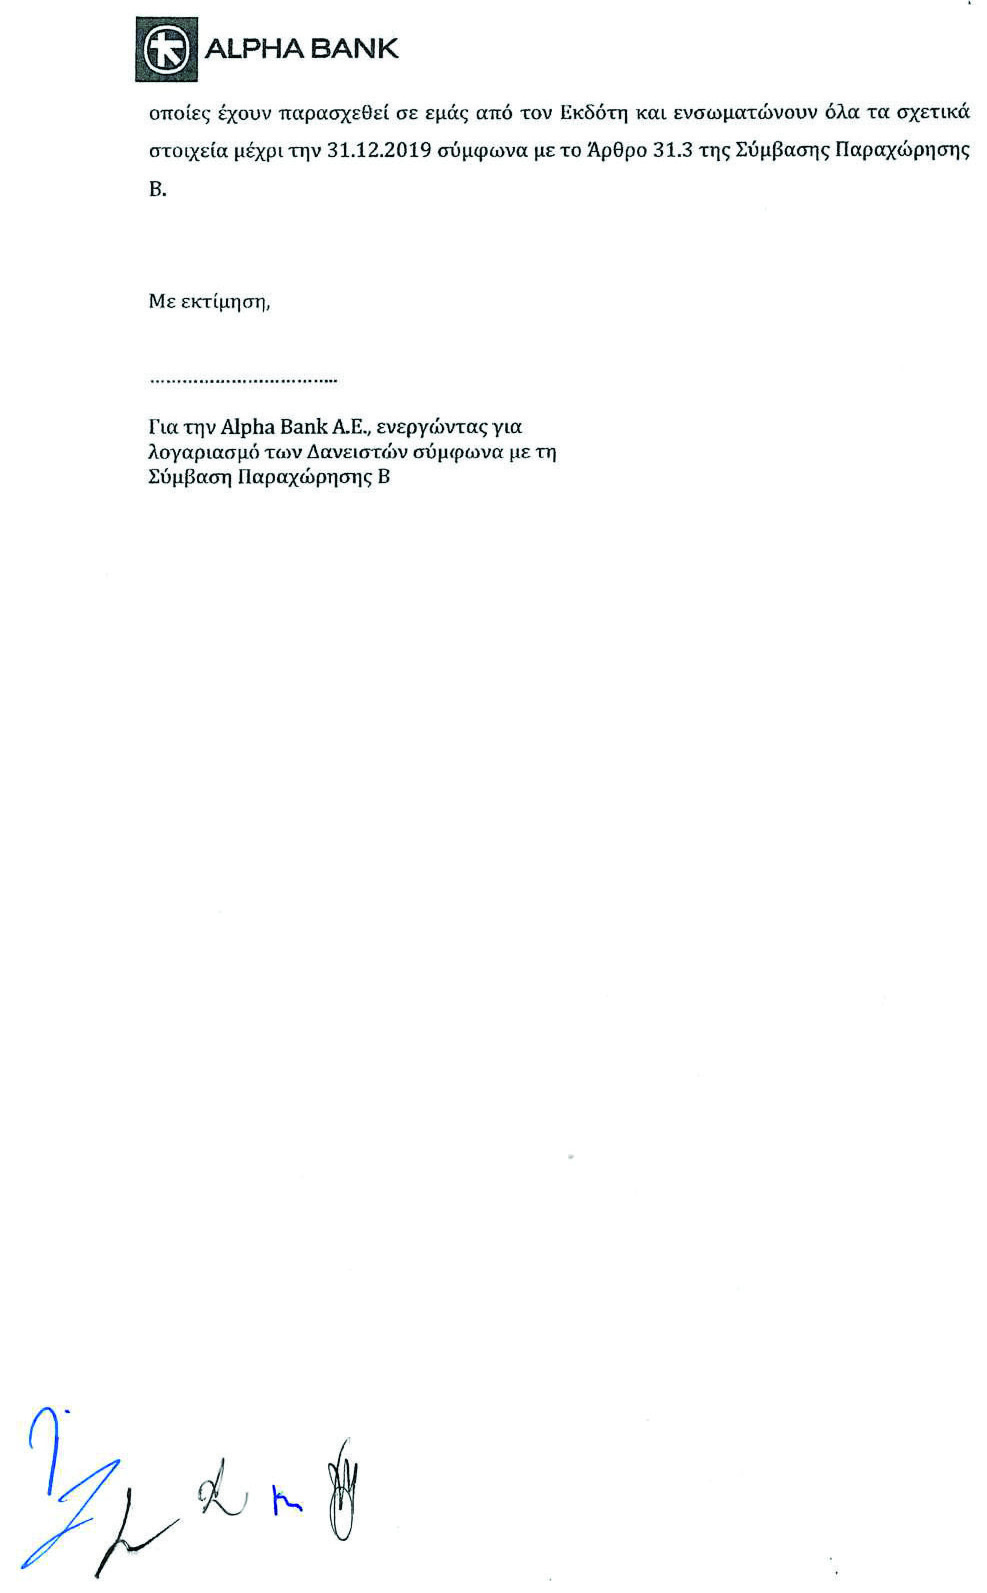 ALPHA BANK
οποίες έχουν παρασχεθεί σε εμάς από τον Εκδότη και ενσωματώνουν όλα τα σχετικά
στοιχεία μέχρι την 31.12.2019 σύμφωνα με το Άρθρο 31.3 της Σύμβασης Παραχώρησης
Β.
Με εκτίμηση,
....................................
Για την Alpha Bank Α.Ε., ενεργώντας για
λογαριασμό των Δανειστών σύμφωνα με τη
Σύμβαση Παραχώρησης Β